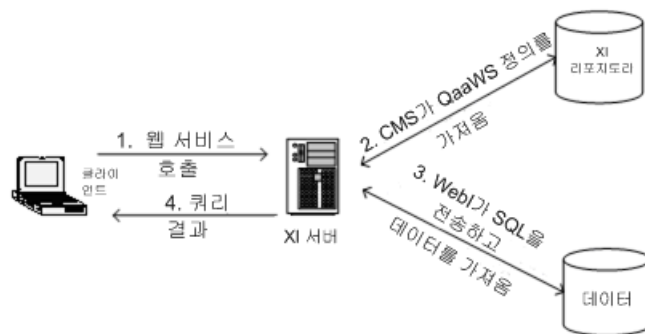 XI
리포지도리
2. CMS가 QaaWS 정의를
가져옴
1. 웹 서비스
호출
클라이
언트
4. 쿼리
결과
XI 서버
3. WebI가 SQL을
전송하고
데이터를 가져옴
데이터